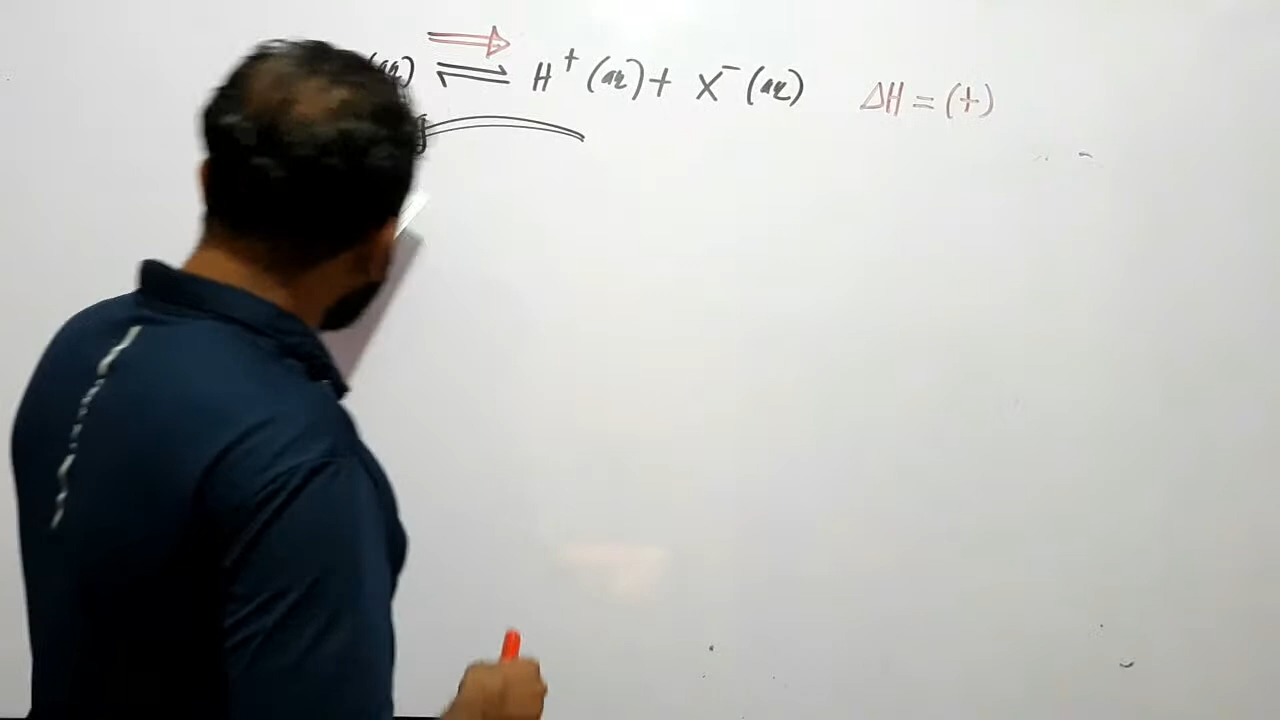 (aq) ⇌ H⁺ (aq) + X⁻ (aq) ΔH = (+)